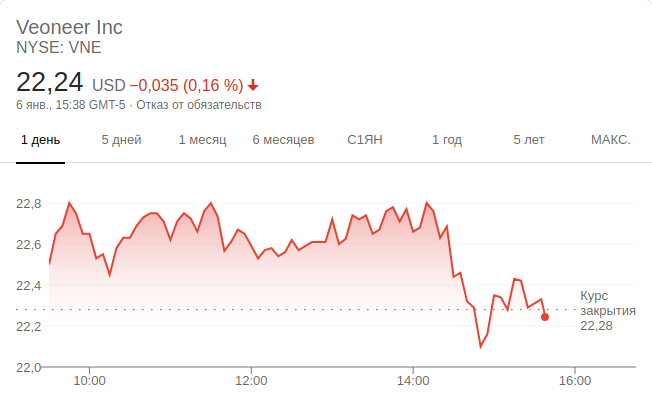 Veoneer Inc
NYSE: VNE
22,24 USD −0,035 (0,16 %)
6 янв., 15:38 GMT-5 · Отказ от обязательств
1 день 5 дней 1 месяц 6 месяцев С1ЯН 1 год 5 лет МАКС.
22,8
22,6
22,4
Курс
закрытия
22,28
22,2
22,0
10:00 12:00 14:00 16:00